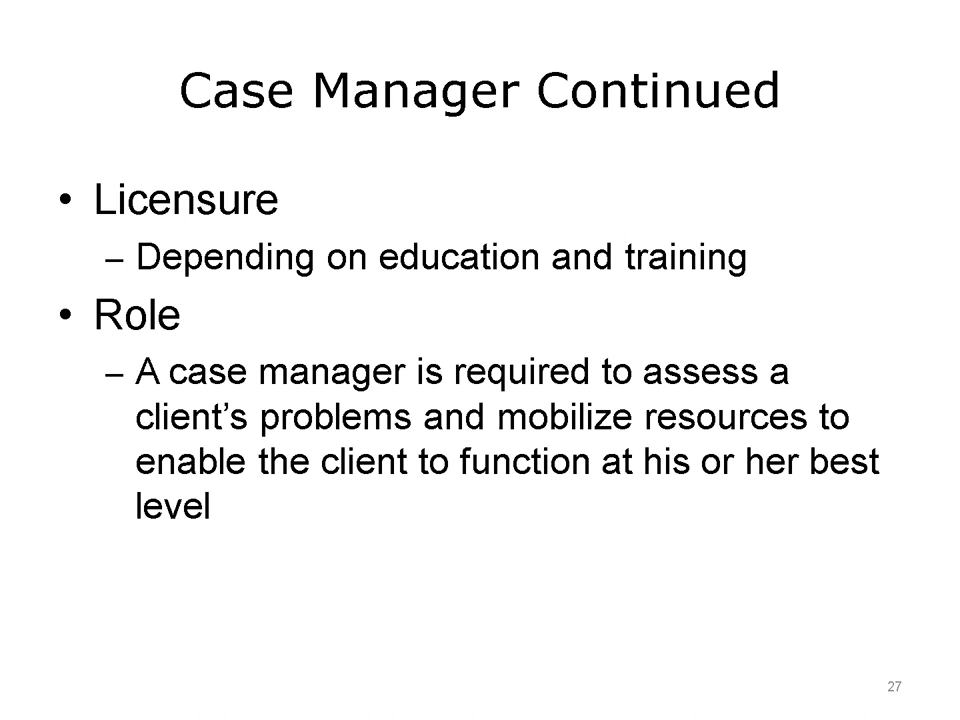 Case Manager Continued
• Licensure
– Depending on education and training
• Role
– A case manager is required to assess a
client’s problems and mobilize resources to
enable the client to function at his or her best
level
27